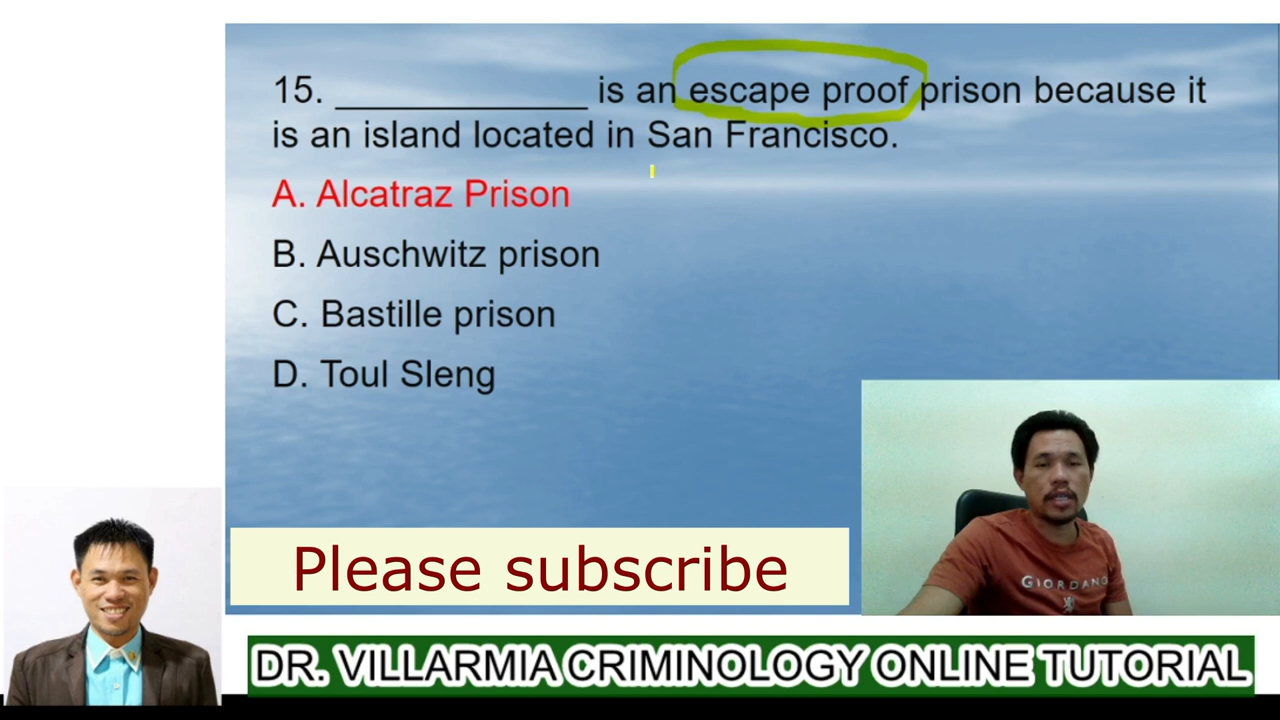 15. ____________ is an escape proof prison because it
is an island located in San Francisco.
A. Alcatraz Prison
B. Auschwitz prison
C. Bastille prison
D. Toul Sleng
Please subscribe
GIORDANO
DR. VILLARMIA CRIMINOLOGY ONLINE TUTORIAL